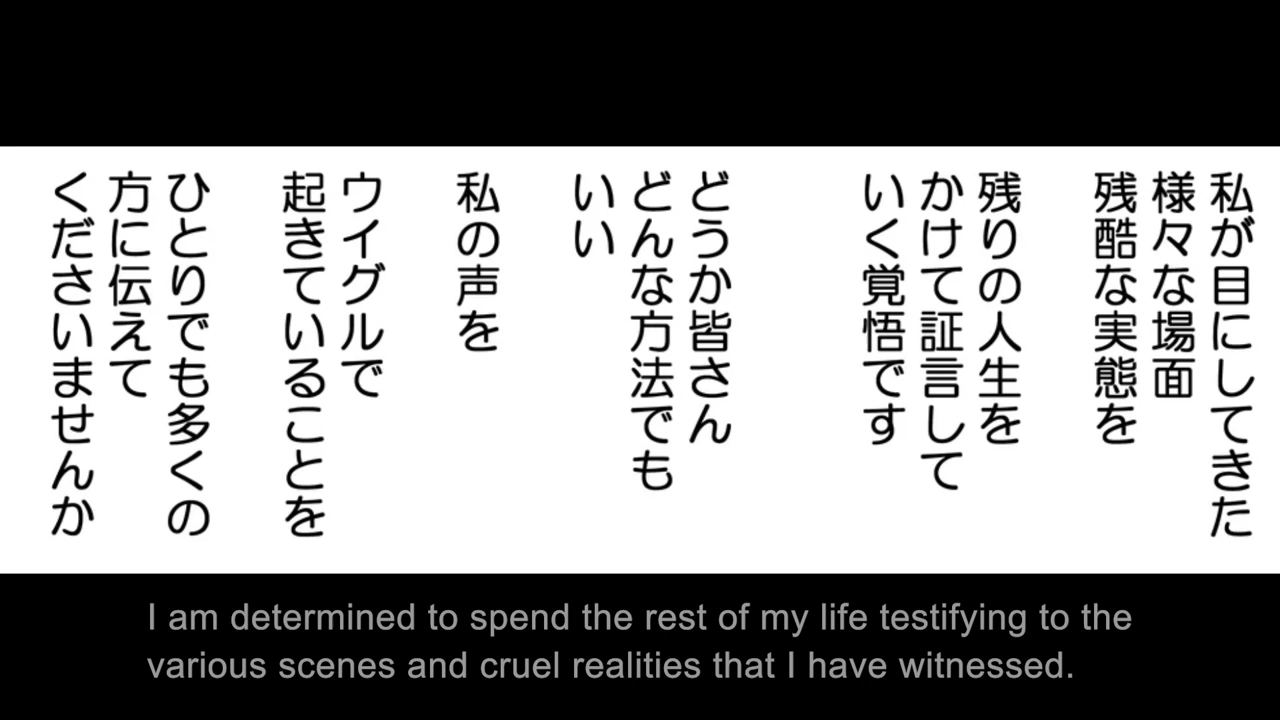 私が目にしてきた
様々な場面
残酷な実態を
残りの人生を
かけて証言して
いく覚悟です
どうか皆さん
どんな方法でも
いい
私の声を
ウイグルで
起きていることを
ひとりでも多くの
方に伝えて
くださいませんか
I am determined to spend the rest of my life testifying to the
various scenes and cruel realities that I have witnessed.